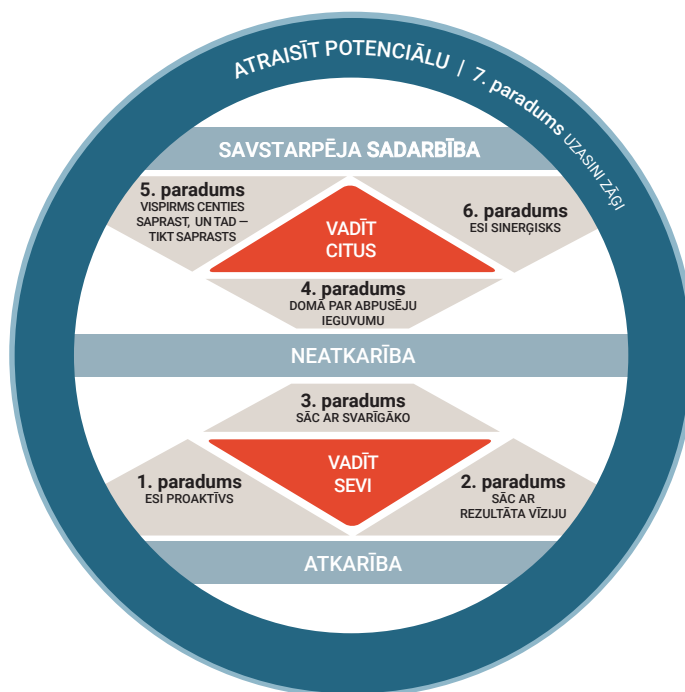 ATRAISĪT POTENCIĀLU | 7. paradums UZASINI ZĀĢI
SAVSTARPĒJA SADARBĪBA
5. paradums
VISPIRMS CENTIES
SAPRAST, UN TAD —
TIKT SAPRASTS
VADĪT
CITUS
6. paradums
ESI SINERĢISKS
4. paradums
DOMĀ PAR ABPUSĒJU
IEGUVUMU
NEATKARĪBA
3. paradums
SĀC AR SVARĪGĀKO
1. paradums
ESI PROAKTĪVS
VADĪT
SEVI
2. paradums
SĀC AR
REZULTĀTA VĪZIJU
ATKARĪBA